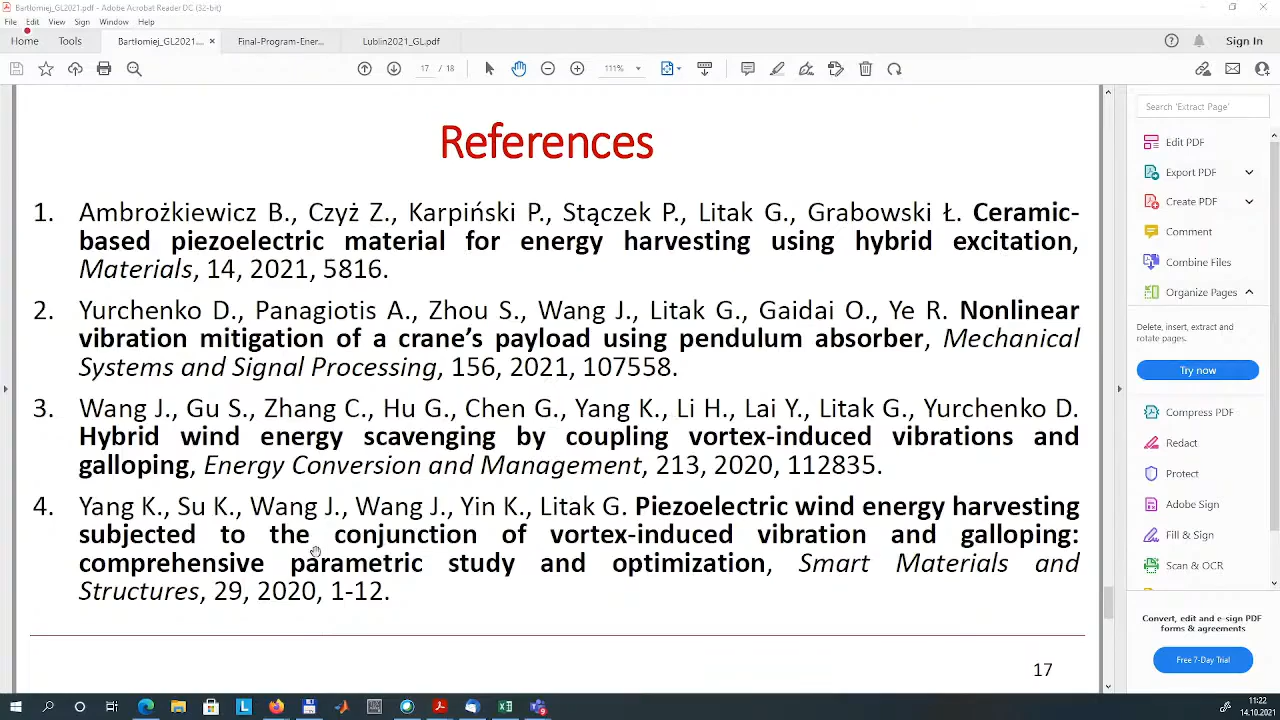 Bartłomiej_GL2021.pdf - Adobe Acrobat Reader DC (32-bit)
File Edit View Sign Window Help
Home Tools Bartlomiej_GL2021.... × Final-Program-Ener... Lublin2021_GL.pdf Sign In
17 / 18 111%
References
1. Ambrożkiewicz B., Czyż Z., Karpiński P., Stączek P., Litak G., Grabowski Ł. Ceramic-
based piezoelectric material for energy harvesting using hybrid excitation,
Materials, 14, 2021, 5816.
2. Yurchenko D., Panagiotis A., Zhou S., Wang J., Litak G., Gaidai O., Ye R. Nonlinear
vibration mitigation of a crane’s payload using pendulum absorber, Mechanical
Systems and Signal Processing, 156, 2021, 107558.
3. Wang J., Gu S., Zhang C., Hu G., Chen G., Yang K., Li H., Lai Y., Litak G., Yurchenko D.
Hybrid wind energy scavenging by coupling vortex-induced vibrations and
galloping, Energy Conversion and Management, 213, 2020, 112835.
4. Yang K., Su K., Wang J., Wang J., Yin K., Litak G. Piezoelectric wind energy harvesting
subjected to the conjunction of vortex-induced vibration and galloping:
comprehensive parametric study and optimization, Smart Materials and
Structures, 29, 2020, 1-12.
17
Search 'Extract Page'
Edit PDF
Export PDF
Create PDF
Comment
Combine Files
Organize Pages
Delete, insert, extract and
rotate pages.
Try now
Compress PDF
Redact
Protect
Adobe Sign
Fill & Sign
Scan & OCR
Convert, edit and e-sign PDF
forms & agreements
Free 7-Day Trial
11:22
14.10.2021